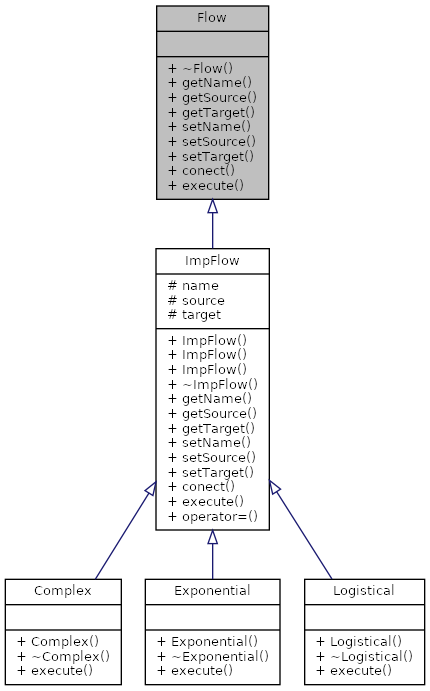 Flow
+ ~Flow()
+ getName()
+ getSource()
+ getTarget()
+ setName()
+ setSource()
+ setTarget()
+ conect()
+ execute()
ImpFlow
# name
# source
# target
+ ImpFlow()
+ ImpFlow()
+ ImpFlow()
+ ~ImpFlow()
+ getName()
+ getSource()
+ getTarget()
+ setName()
+ setSource()
+ setTarget()
+ conect()
+ execute()
+ operator=()
Complex
+ Complex()
+ ~Complex()
+ execute()
Exponential
+ Exponential()
+ ~Exponential()
+ execute()
Logistical
+ Logistical()
+ ~Logistical()
+ execute()